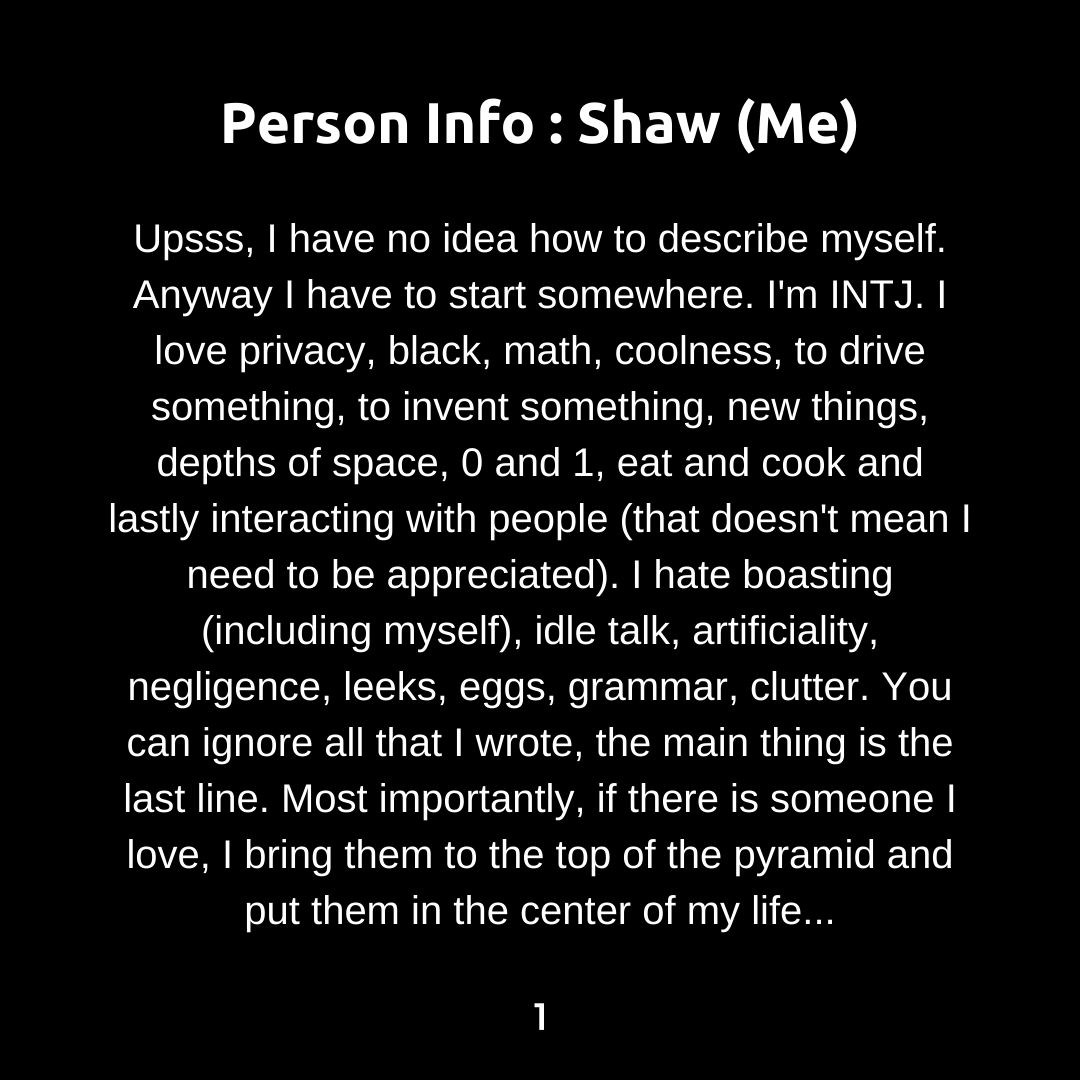 Person Info : Shaw (Me)
Upsss, I have no idea how to describe myself.
Anyway I have to start somewhere. I'm INTJ. I
love privacy, black, math, coolness, to drive
something, to invent something, new things,
depths of space, 0 and 1, eat and cook and
lastly interacting with people (that doesn't mean I
need to be appreciated). I hate boasting
(including myself), idle talk, artificiality,
negligence, leeks, eggs, grammar, clutter. You
can ignore all that I wrote, the main thing is the
last line. Most importantly, if there is someone I
love, I bring them to the top of the pyramid and
put them in the center of my life...
1